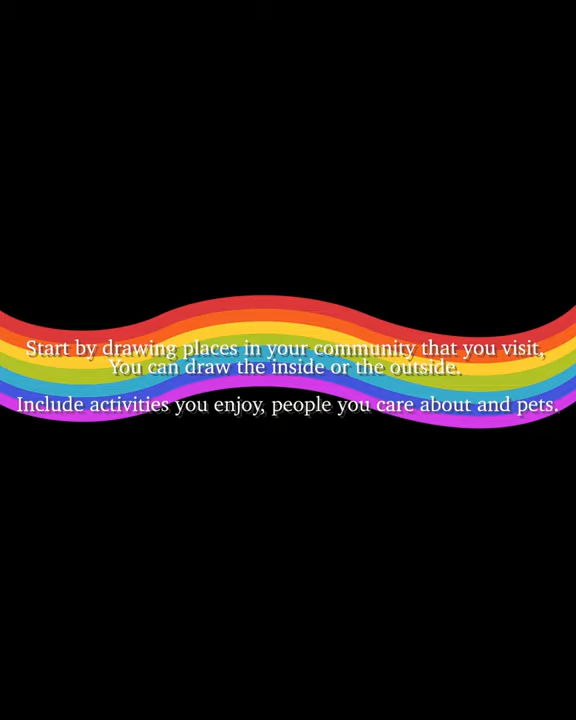 Start by drawing places in your community that you visit,
You can draw the inside or the outside.
Include activities you enjoy, people you care about and pets.